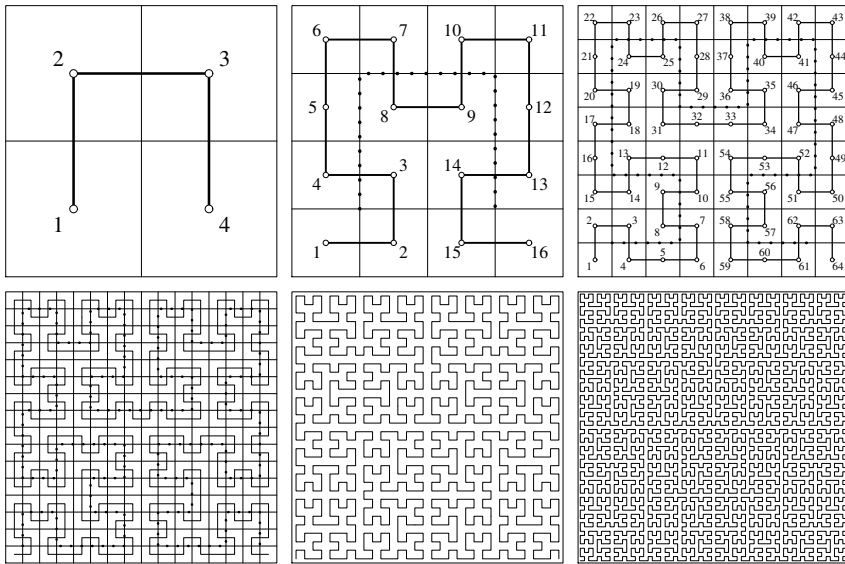 2 3
1 4
6 7 10 11
5 8 9 12
4 3 14 13
1 2 15 16
22 23 26 27 38 39 42 43
21 24 25 28 37 40 41 44
20 19 30 29 36 35 46 45
17 18 31 32 33 34 47 48
16 13 12 11 54 53 52 49
15 14 9 10 55 56 51 50
2 3 8 7 58 57 62 63
1 4 5 6 59 60 61 64